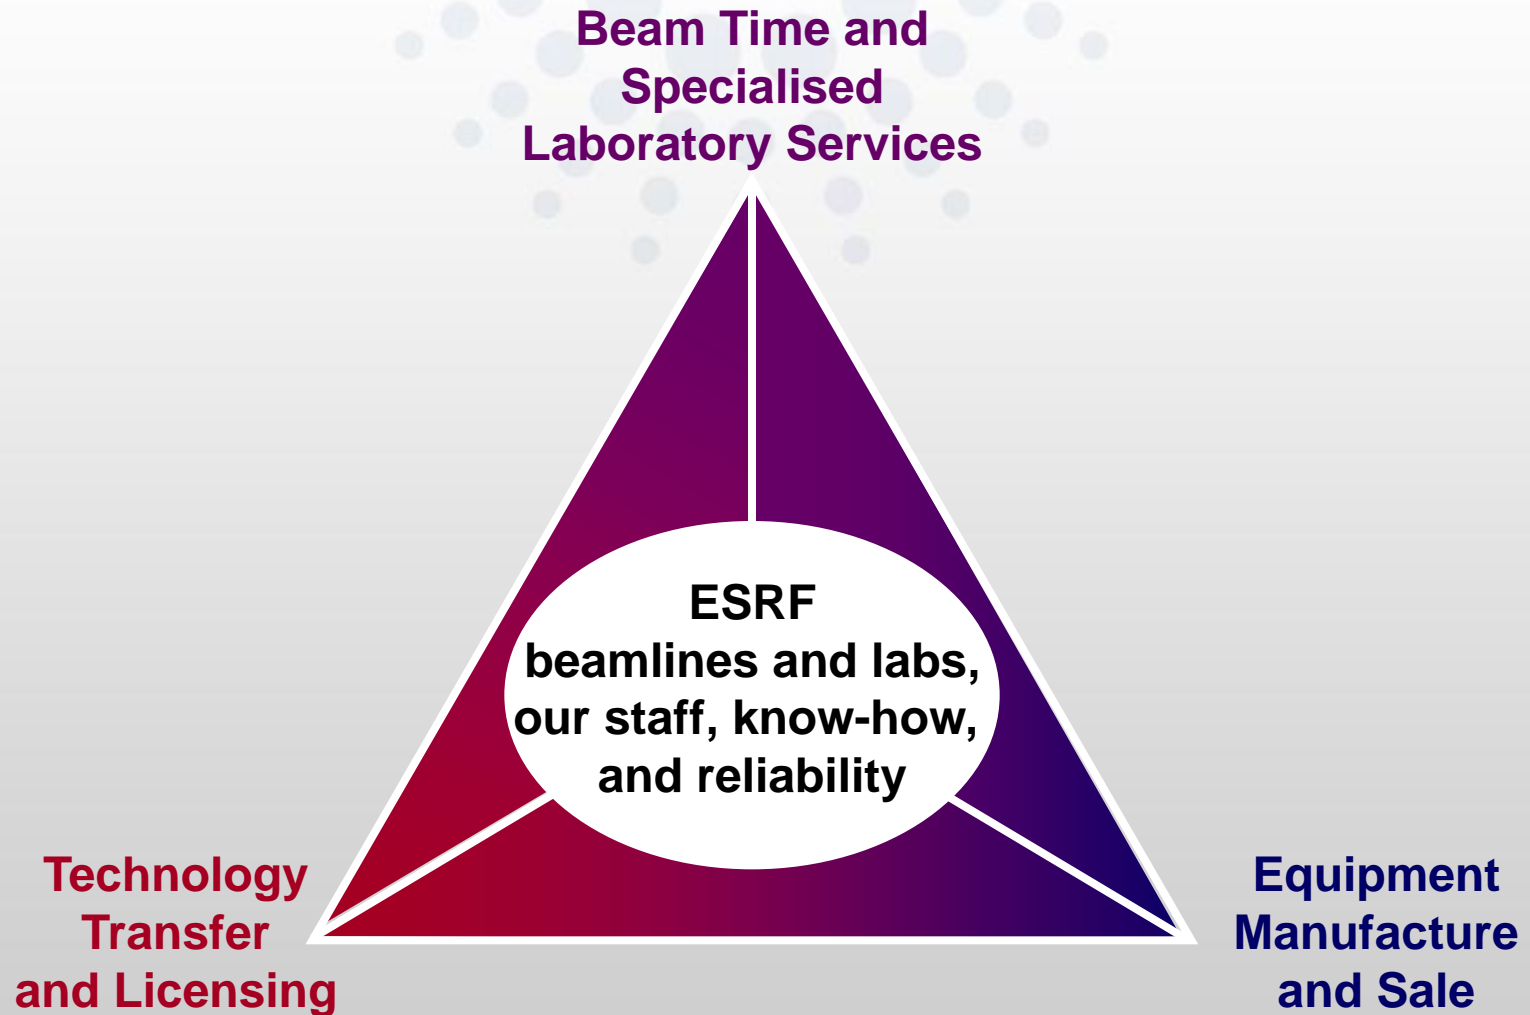 Beam Time and
Specialised
Laboratory Services
ESRF
beamlines and labs,
our staff, know-how,
and reliability
Technology
Transfer
and Licensing
Equipment
Manufacture
and Sale